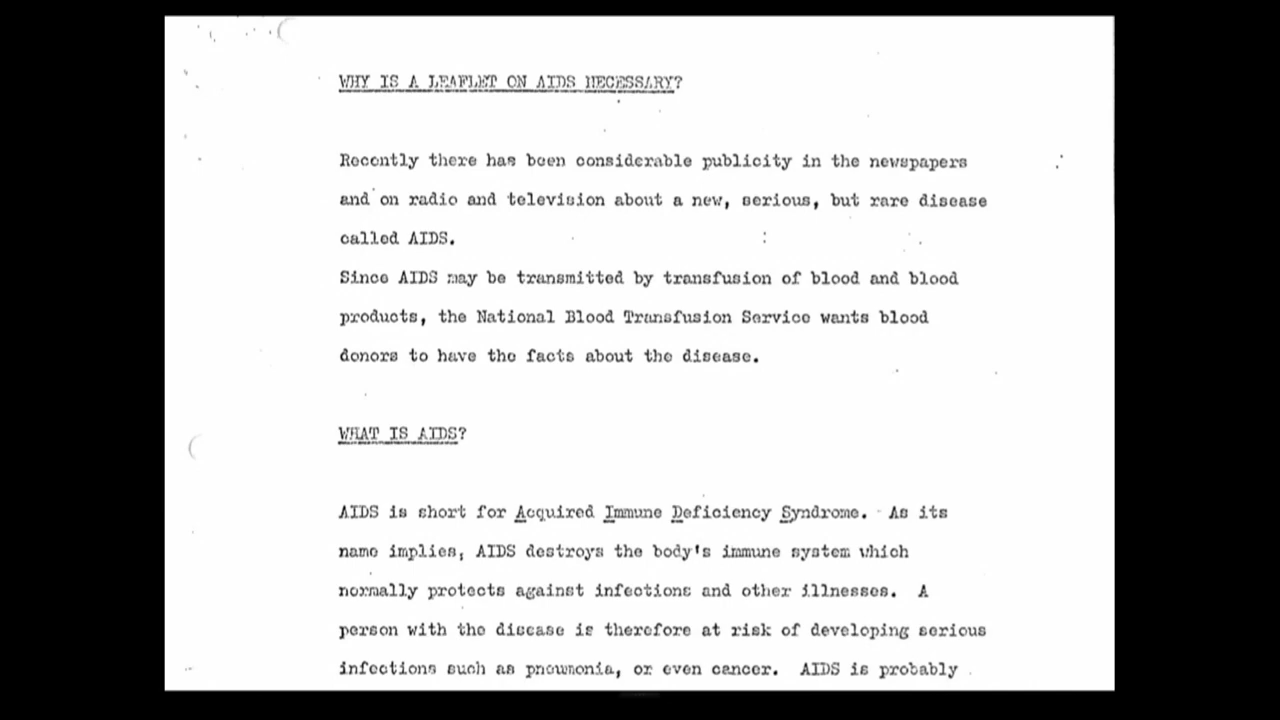 WHY IS A LEAFLET ON AIDS NECESSARY?
Recently there has been considerable publicity in the newspapers
and on radio and television about a new, serious, but rare disease
called AIDS.
Since AIDS may be transmitted by transfusion of blood and blood
products, the National Blood Transfusion Service wants blood
donors to have the facts about the disease.
WHAT IS AIDS?
AIDS is short for Acquired Immune Deficiency Syndrome. As its
name implies, AIDS destroys the body's immune system which
normally protects against infections and other illnesses. A
person with the disease is therefore at risk of developing serious
infections such as pneumonia, or even cancer. AIDS is probably